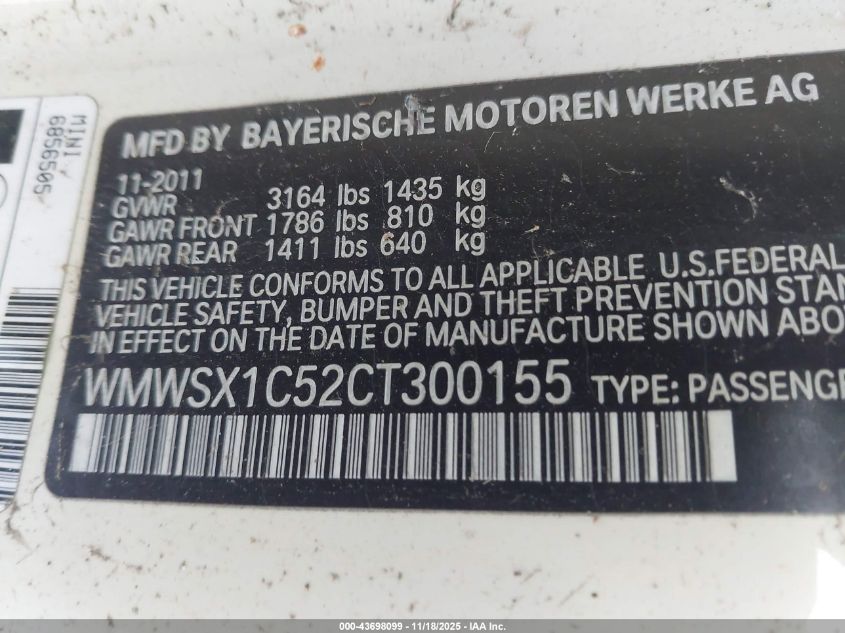 MFD BY BAYERISCHE MOTOREN WERKE AG
11-2011
GVWR 3164 lbs 1435 kg
GAWR FRONT 1786 lbs 810 kg
GAWR REAR 1411 lbs 640 kg
THIS VEHICLE CONFORMS TO ALL APPLICABLE U.S.FEDERAL
VEHICLE SAFETY, BUMPER AND THEFT PREVENTION STAN
IN EFFECT ON THE DATE OF MANUFACTURE SHOWN ABO
WMWSX1C52CT300155 TYPE: PASSENGE
MINI
6856505
000-43698099 | 11/18/2025 - IAA Inc.